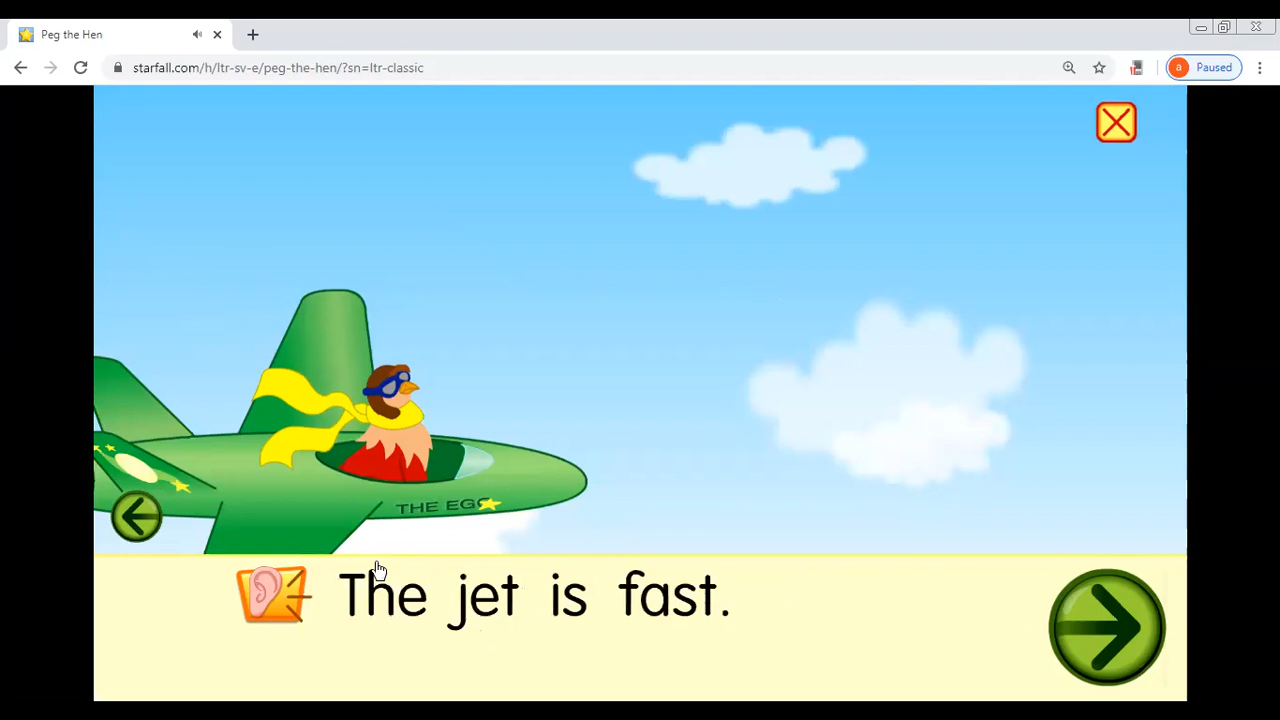 Peg the Hen
starfall.com/h/ltr-sv-e/peg-the-hen/?sn=ltr-classic
a Paused
THE EGG
The jet is fast.